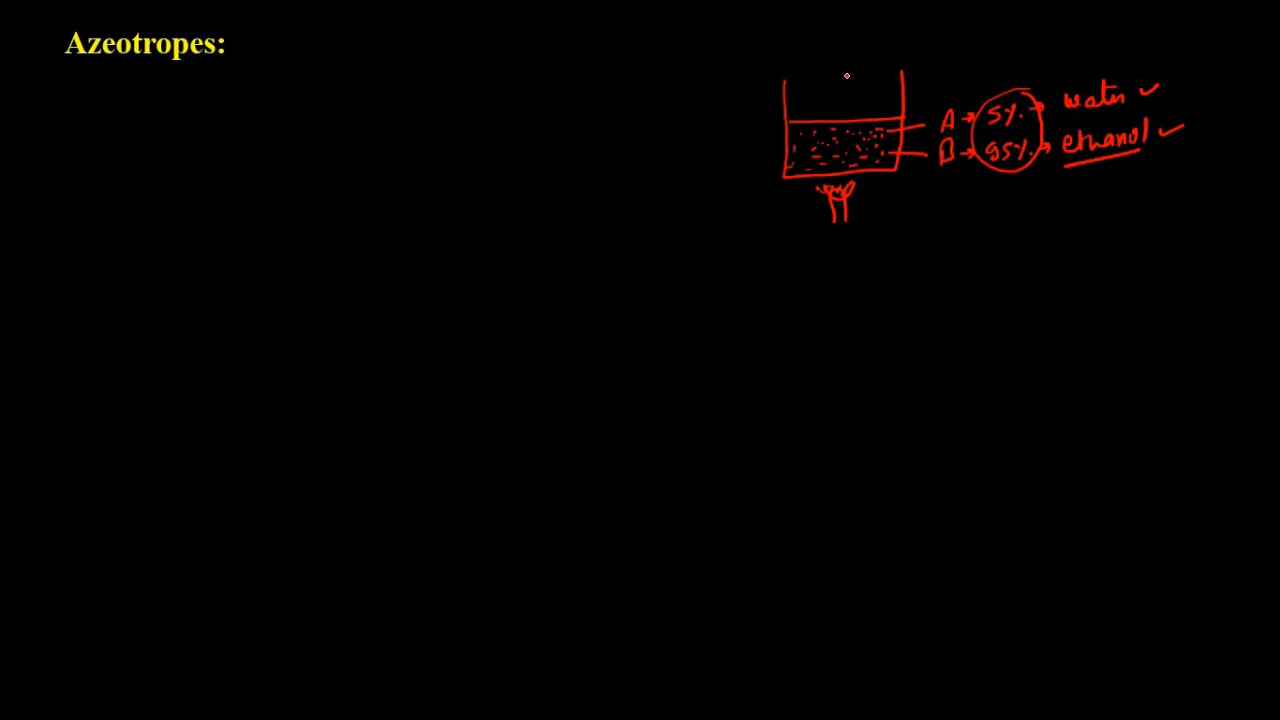 Azeotropes:
A → 5%. → water ✓
B → 95%. → ethanol ✓